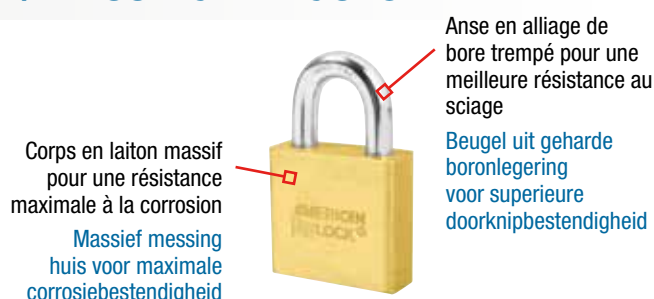 Anse en alliage de
bore trempé pour une
meilleure résistance au
sciage
Beugel uit geharde
boronlegering
voor superieure
doorknipbestendigheid
Corps en laiton massif
pour une résistance
maximale à la corrosion
Massief messing
huis voor maximale
corrosiebestendigheid
AMERICAN
LOCK